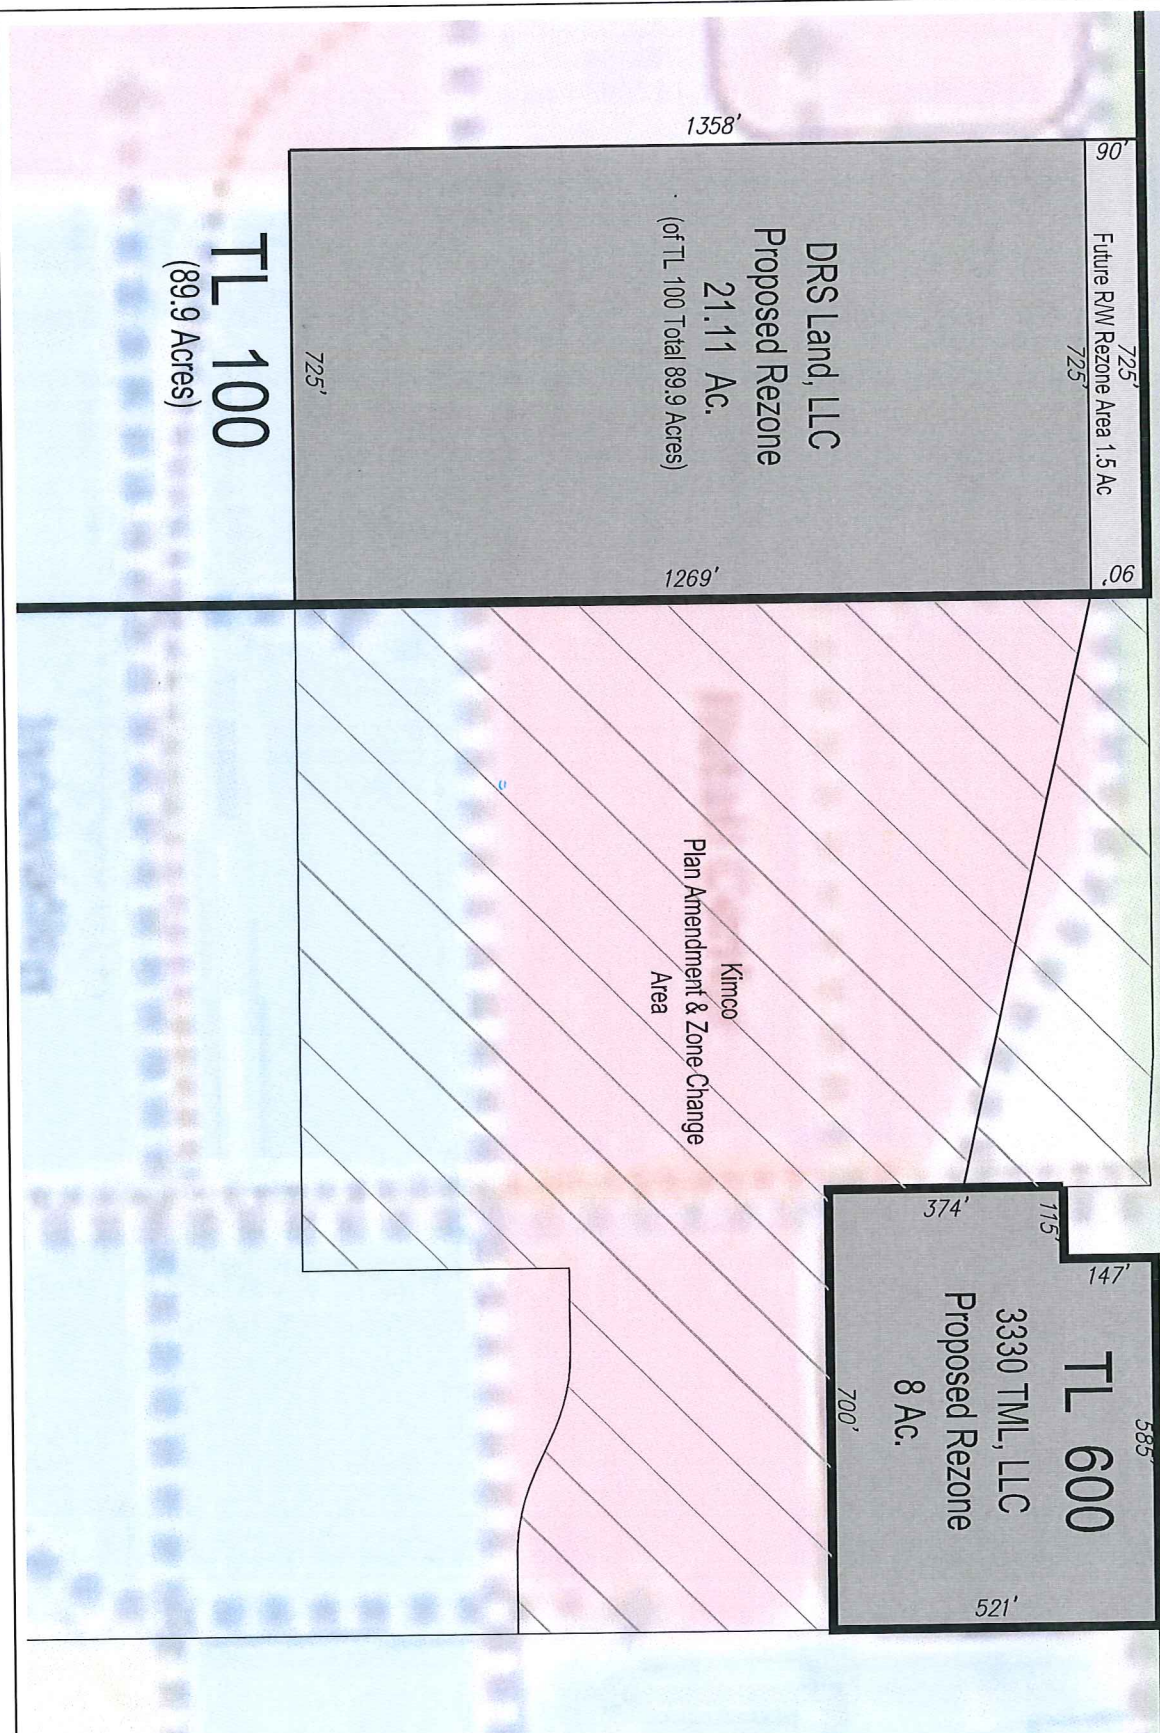 1358'
90'
Future R/W Rezone Area 1.5 Ac
725'
725'
90'
DRS Land, LLC
Proposed Rezone
21.11 Ac.
(of TL 100 Total 89.9 Acres)
1269'
725'
TL 100
(89.9 Acres)
Kimco
Plan Amendment & Zone Change
Area
374'
115'
147'
585'
TL 600
3330 TML, LLC
Proposed Rezone
8 Ac.
700'
521'